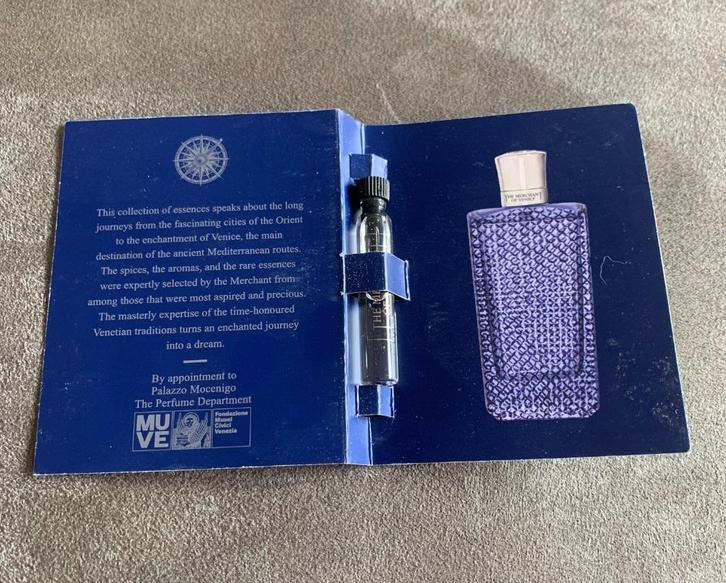 This collection of essences speaks about the long
journeys from the fascinating cities of the Orient
to the enchantment of Venice, the main
destination of the ancient Mediterranean routes.
The spices, the aromas, and the rare essences
were expertly selected by the Merchant from
among those that were most aspired and precious.
The masterly expertise of the time-honoured
Venetian traditions turns an enchanted journey
into a dream.
By appointment to
Palazzo Mocenigo
The Perfume Department
MU
VE
Fondazione
Musei
Civici
Venezia
THE M
THE MERCHANT
OF VENICE